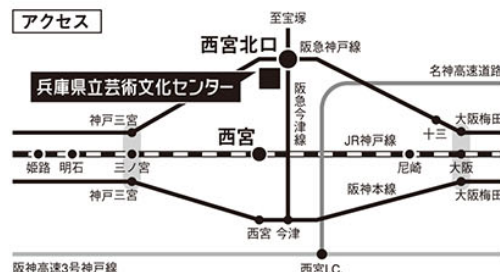 アクセス
至宝塚
西宮北口
阪急神戸線
兵庫県立芸術文化センター
阪急今津線
名神高速道路
神戸三宮
十三
大阪梅田
西宮
JR神戸線
姫路
明石
三ノ宮
尼崎
大阪
神戸三宮
阪神本線
大阪梅田
西宮
今津
阪神高速3号神戸線
西宮I.C